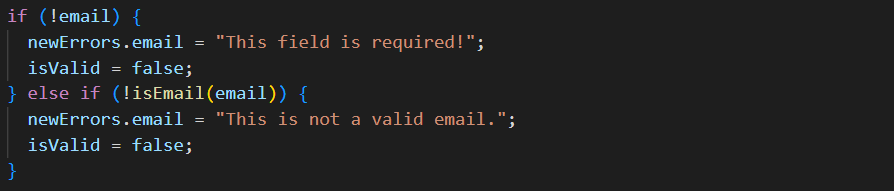 if (!email) {
newErrors.email = "This field is required!";
isValid = false;
} else if (!isEmail(email)) {
newErrors.email = "This is not a valid email.";
isValid = false;
}